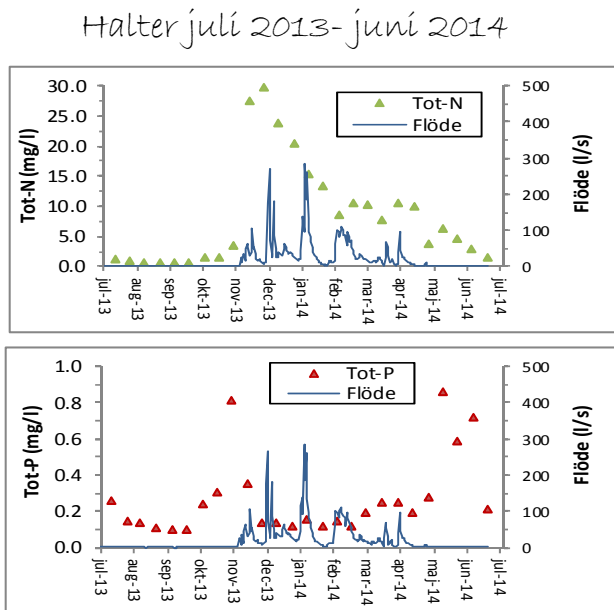 Halter juli 2013- juni 2014
30.0
25.0
20.0
15.0
10.0
5.0
0.0
Tot-N (mg/l)
Tot-N
Flöde
500
400
300
200
100
0
Flöde (l/s)
jul-13
aug-13
sep-13
okt-13
nov-13
dec-13
jan-14
feb-14
mar-14
apr-14
maj-14
jun-14
jul-14
1.0
0.8
0.6
0.4
0.2
0.0
Tot-P (mg/l)
Tot-P
Flöde
500
400
300
200
100
0
Flöde (l/s)
jul-13
aug-13
sep-13
okt-13
nov-13
dec-13
jan-14
feb-14
mar-14
apr-14
maj-14
jun-14
jul-14